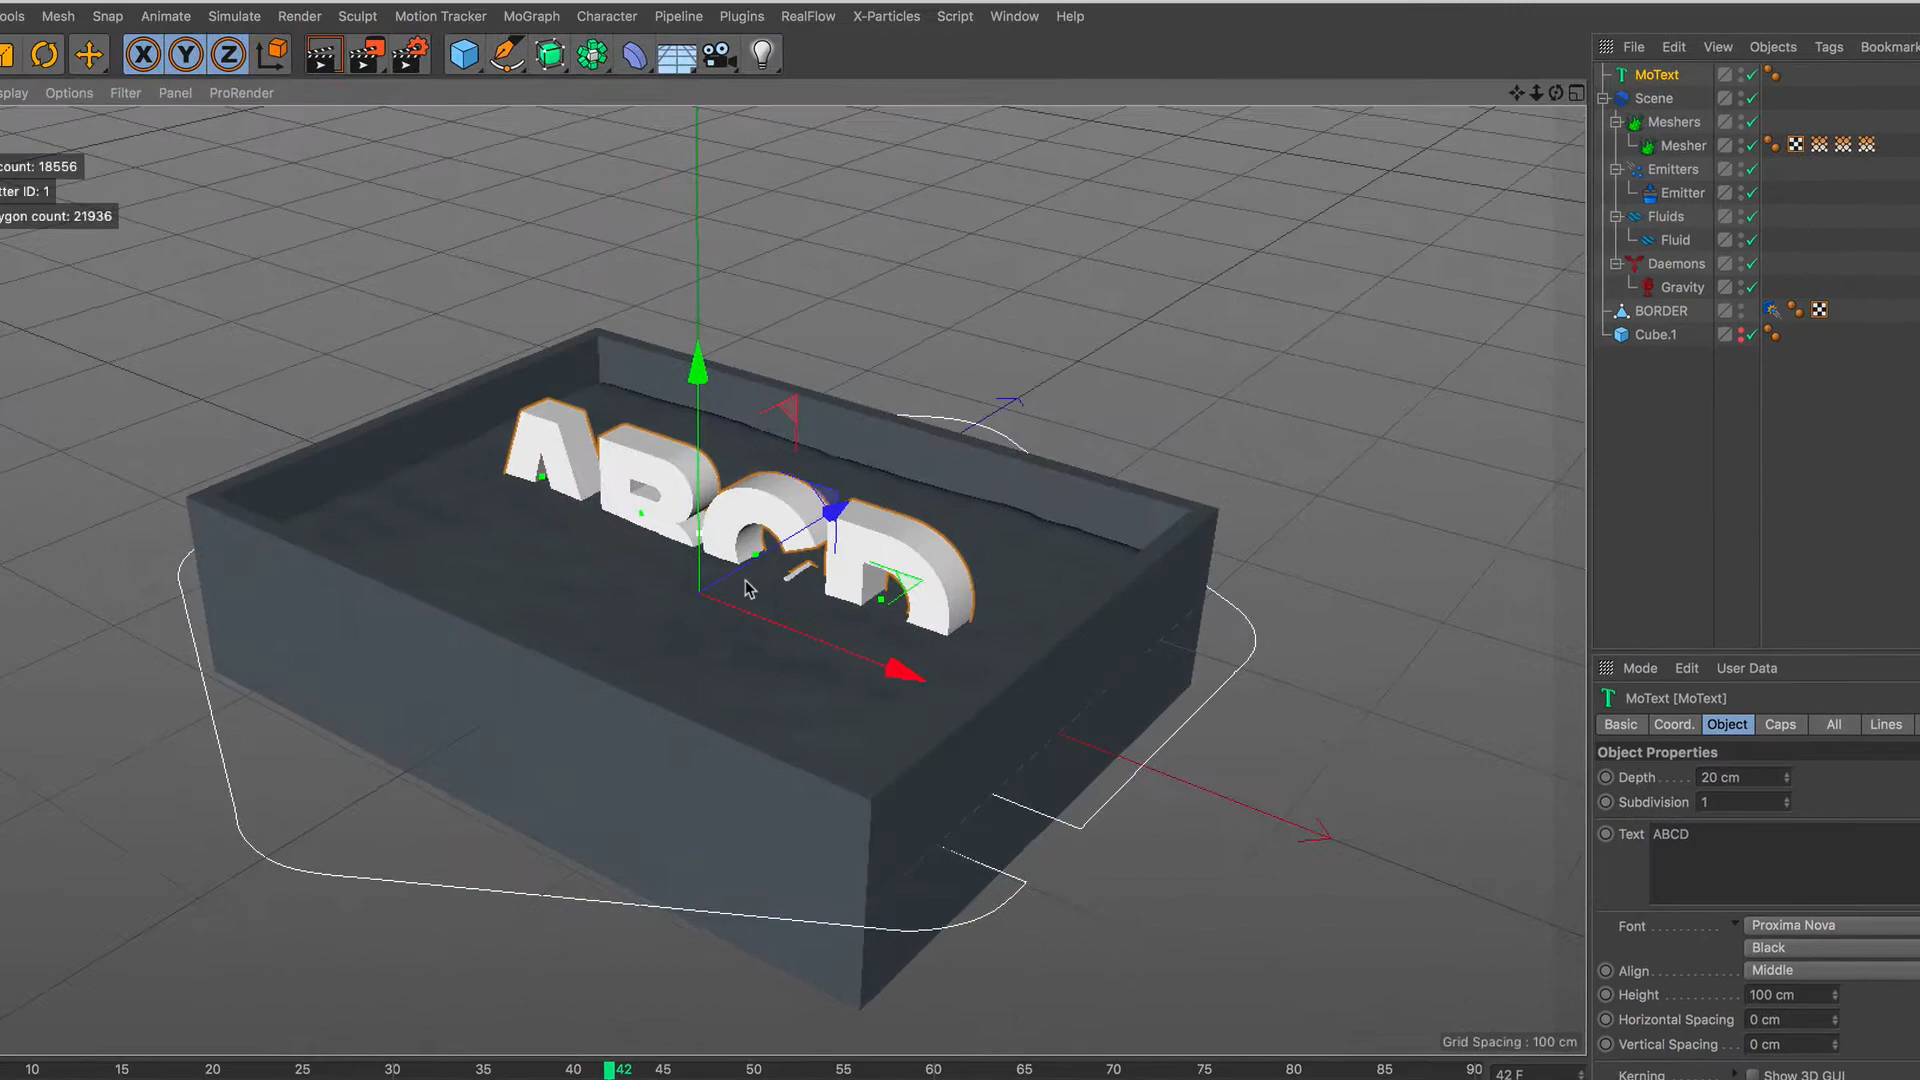 ools Mesh Snap Animate Simulate Render Sculpt Motion Tracker MoGraph Character Pipeline Plugins RealFlow X-Particles Script Window Help
X Y Z
File Edit View Objects Tags Bookmark
splay Options Filter Panel ProRender
MoText
Scene
Meshers
Mesher
Emitters
Emitter
Fluids
Fluid
Daemons
Gravity
BORDER
Cube.1
count: 18556
tter ID: 1
ygon count: 21936
ABCD
Mode Edit User Data
MoText [MoText]
Basic Coord. Object Caps All Lines
Object Properties
Depth 20 cm
Subdivision 1
Text ABCD
Font Proxima Nova
Black
Align Middle
Height 100 cm
Horizontal Spacing 0 cm
Vertical Spacing 0 cm
Kerning Show 3D GUI
Grid Spacing : 100 cm
10 15 20 25 30 35 40 42 45 50 55 60 65 70 75 80 85 90 42 F